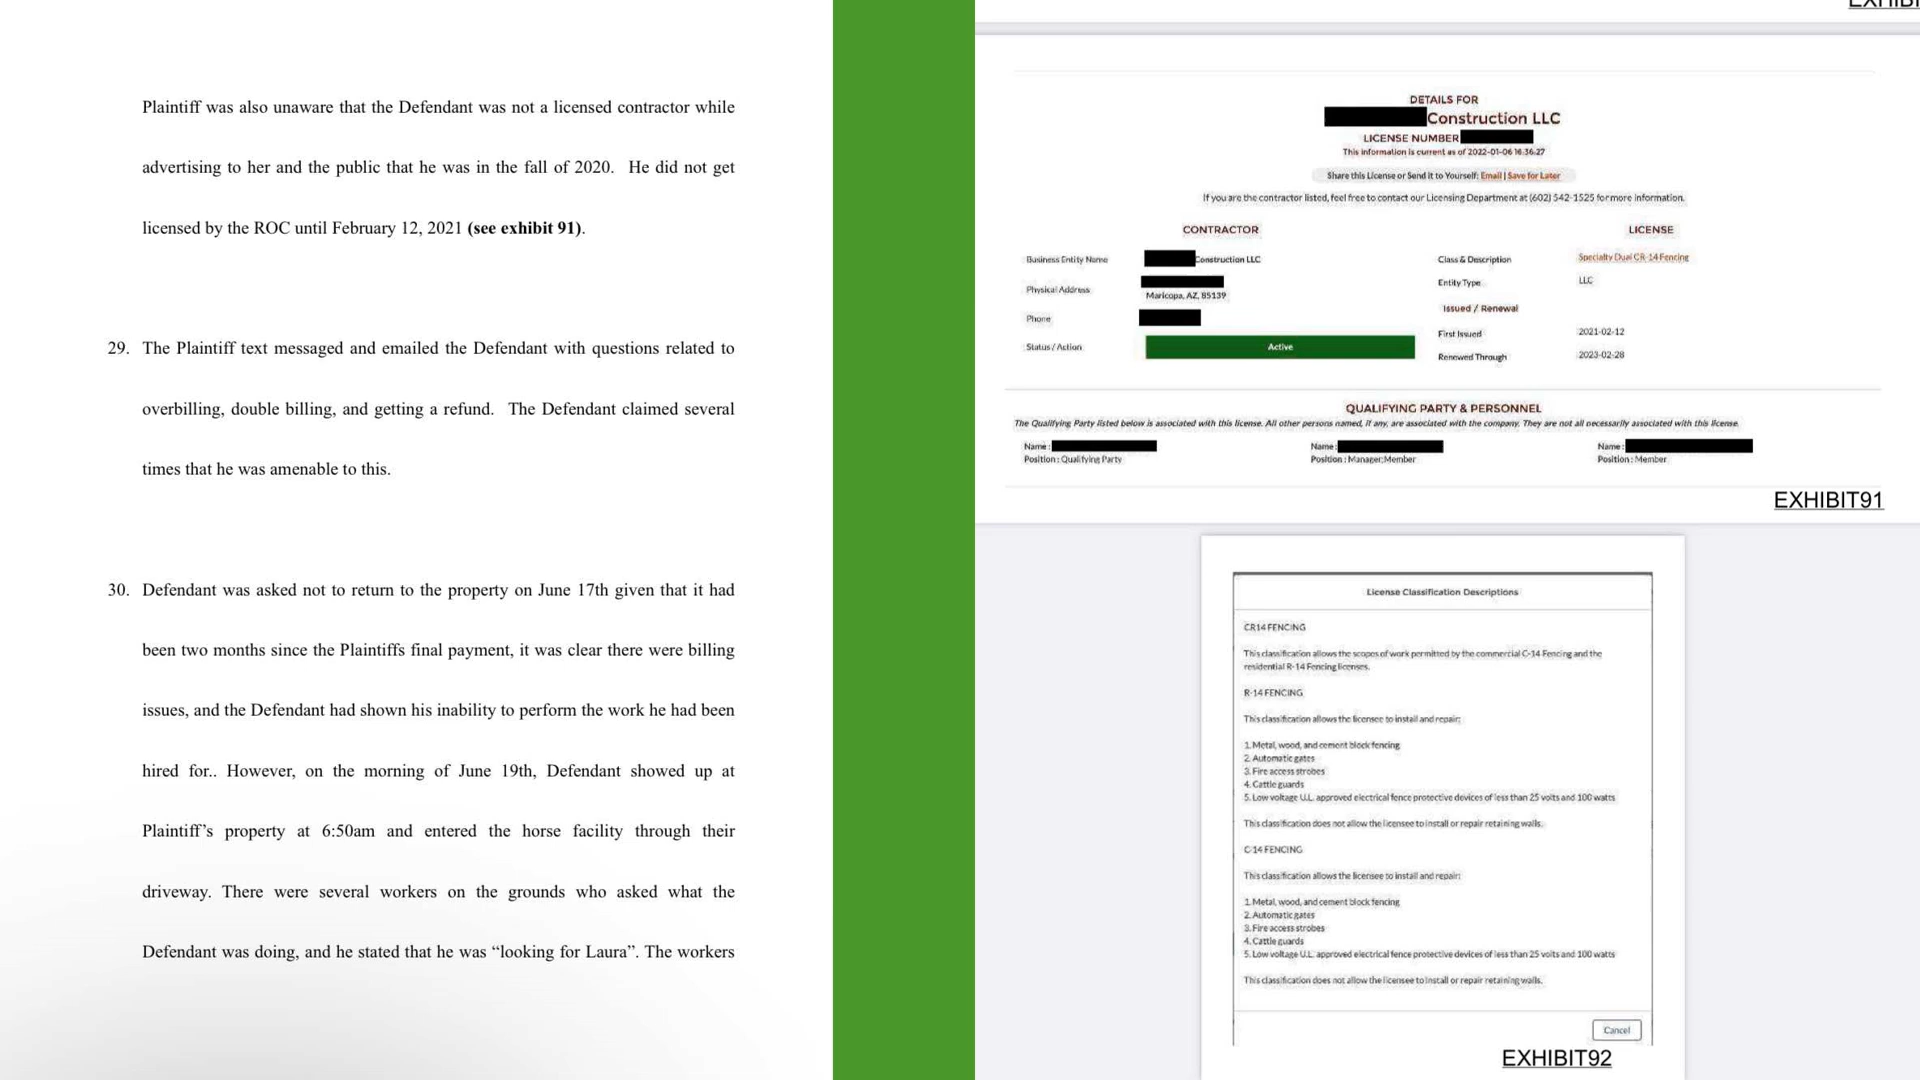 Plaintiff was also unaware that the Defendant was not a licensed contractor while
advertising to her and the public that he was in the fall of 2020.  He did not get
licensed by the ROC until February 12, 2021 (see exhibit 91).
29. The Plaintiff text messaged and emailed the Defendant with questions related to
overbilling, double billing, and getting a refund.  The Defendant claimed several
times that he was amenable to this.
30. Defendant was asked not to return to the property on June 17th given that it had
been two months since the Plaintiffs final payment, it was clear there were billing
issues, and the Defendant had shown his inability to perform the work he had been
hired for.. However, on the morning of June 19th, Defendant showed up at
Plaintiff's property at 6:50am and entered the horse facility through their
driveway. There were several workers on the grounds who asked what the
Defendant was doing, and he stated that he was “looking for Laura”. The workers
DETAILS FOR
Construction LLC
LICENSE NUMBER
This information is current as of 2022-01-06 16:36:27
Share this License or Send it to Yourself: Email | Save for Later
If you are the contractor listed, feel free to contact our Licensing Department at (602) 542-1525 for more information.
CONTRACTOR
Business Entity Name Construction LLC
Physical Address
Maricopa, AZ, 85139
Phone
Status / Action Active
LICENSE
Class & Description Specialty Dual CR-14 Fencing
Entity Type LLC
Issued / Renewal
First Issued 2021-02-12
Renewed Through 2023-02-28
QUALIFYING PARTY & PERSONNEL
The Qualifying Party listed below is associated with this license. All other persons named, if any, are associated with the company. They are not all necessarily associated with this license.
Name : Name : Name :
Position : Qualifying Party Position : Manager;Member Position : Member
EXHIBIT91
License Classification Descriptions
CR14 FENCING
This classification allows the scopes of work permitted by the commercial C-14 Fencing and the
residential R-14 Fencing licenses.
R-14 FENCING
This classification allows the licensee to install and repair:
1. Metal, wood, and cement block fencing
2. Automatic gates
3. Fire access strobes
4. Cattle guards
5. Low voltage U.L. approved electrical fence protective devices of less than 25 volts and 100 watts
This classification does not allow the licensee to install or repair retaining walls.
C-14 FENCING
This classification allows the licensee to install and repair:
1. Metal, wood, and cement block fencing
2. Automatic gates
3. Fire access strobes
4. Cattle guards
5. Low voltage U.L. approved electrical fence protective devices of less than 25 volts and 100 watts
This classification does not allow the licensee to install or repair retaining walls.
Cancel
EXHIBIT92